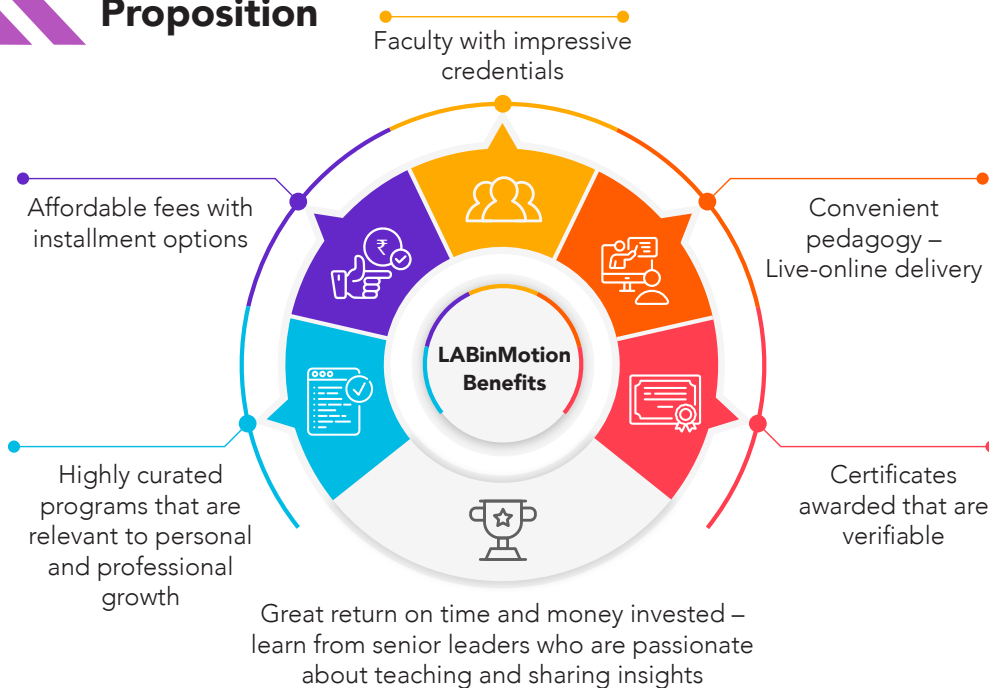 Proposition
Faculty with impressive
credentials
Affordable fees with
installment options
Convenient
pedagogy –
Live-online delivery
₹
LABinMotion
Benefits
Highly curated
programs that are
relevant to personal
and professional
growth
Certificates
awarded that are
verifiable
Great return on time and money invested –
learn from senior leaders who are passionate
about teaching and sharing insights